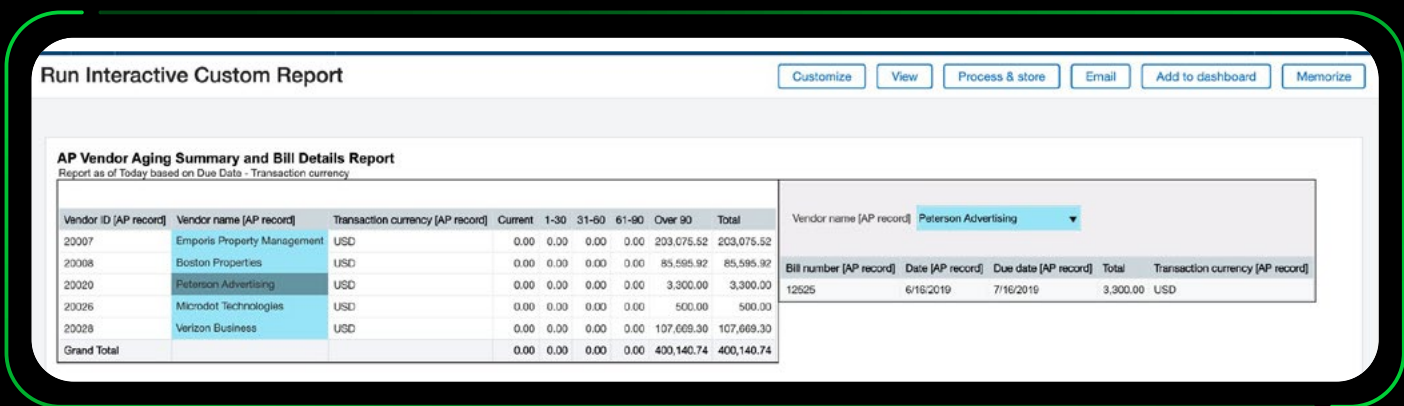 Run Interactive Custom Report
Customize View Process & store Email Add to dashboard Memorize
AP Vendor Aging Summary and Bill Details Report
Report as of Today based on Due Date - Transaction currency
Vendor ID [AP record] Vendor name [AP record] Transaction currency [AP record] Current 1-30 31-60 61-90 Over 90 Total
20007 Emporis Property Management USD 0.00 0.00 0.00 0.00 203,075.52 203,075.52
20008 Boston Properties USD 0.00 0.00 0.00 0.00 85,595.92 85,595.92
20020 Peterson Advertising USD 0.00 0.00 0.00 0.00 3,300.00 3,300.00
20026 Microdot Technologies USD 0.00 0.00 0.00 0.00 500.00 500.00
20028 Verizon Business USD 0.00 0.00 0.00 0.00 107,669.30 107,669.30
Grand Total 0.00 0.00 0.00 0.00 400,140.74 400,140.74
Vendor name [AP record] Peterson Advertising
Bill number [AP record] Date [AP record] Due date [AP record] Total Transaction currency [AP record]
12525 6/16/2019 7/16/2019 3,300.00 USD